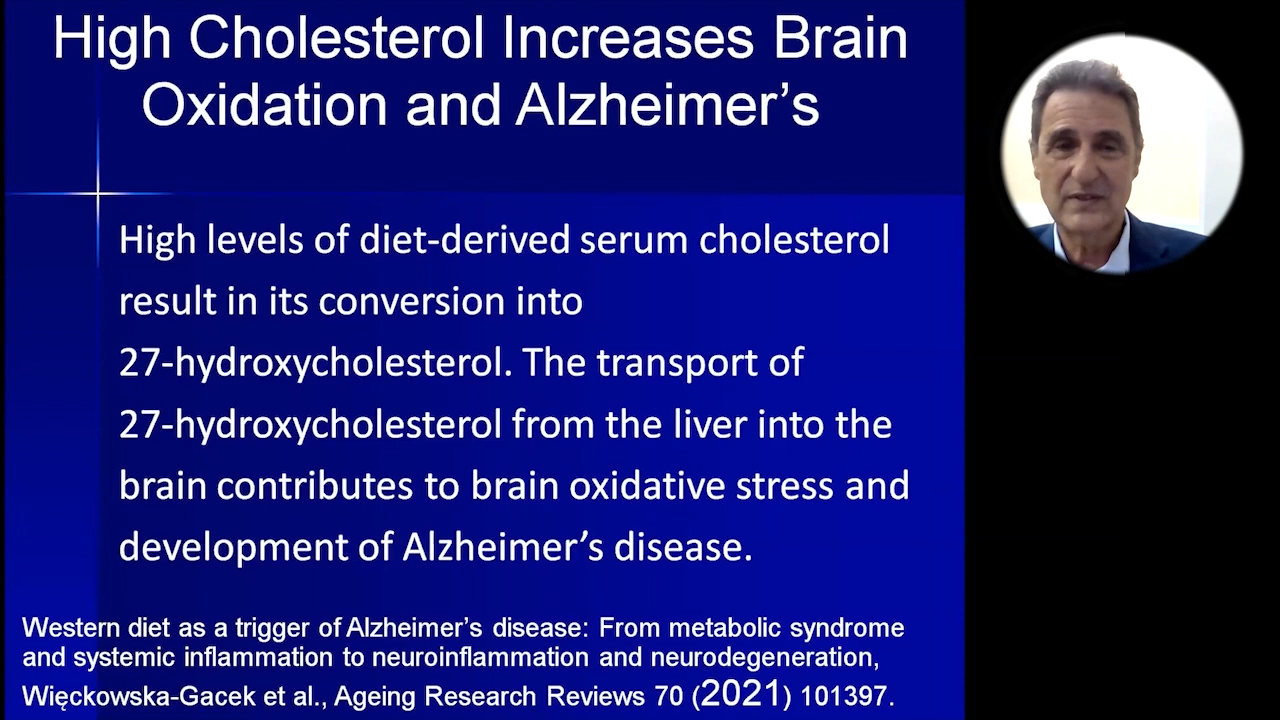 High Cholesterol Increases Brain
Oxidation and Alzheimer’s
High levels of diet-derived serum cholesterol
result in its conversion into
27-hydroxycholesterol. The transport of
27-hydroxycholesterol from the liver into the
brain contributes to brain oxidative stress and
development of Alzheimer’s disease.
Western diet as a trigger of Alzheimer’s disease: From metabolic syndrome
and systemic inflammation to neuroinflammation and neurodegeneration,
Więckowska-Gacek et al., Ageing Research Reviews 70 (2021) 101397.